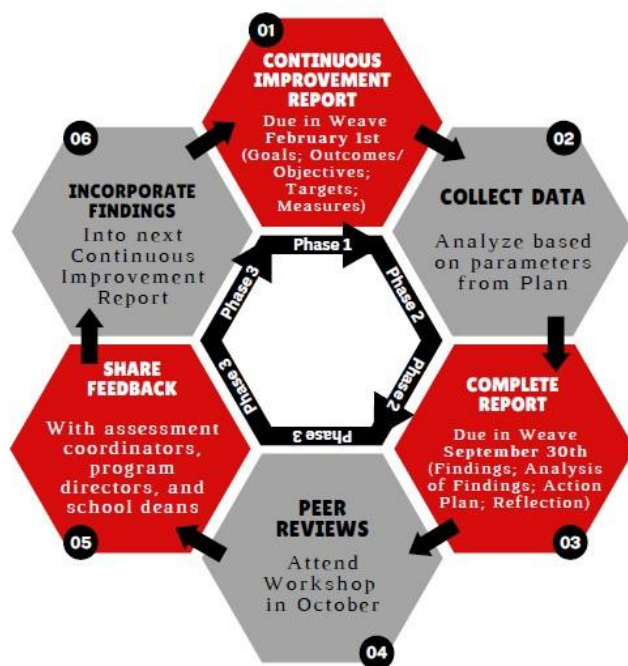 01
CONTINUOUS
IMPROVEMENT
REPORT
Due in Weave
February 1st
(Goals; Outcomes/
Objectives;
Targets;
Measures)
02
COLLECT DATA
Analyze based
on parameters
from Plan
COMPLETE
REPORT
Due in Weave
September 30th
(Findings; Analysis
of Findings; Action
Plan; Reflection)
03
PEER
REVIEWS
Attend
Workshop
in October
04
SHARE
FEEDBACK
With assessment
coordinators,
program
directors, and
school deans
05
06
INCORPORATE
FINDINGS
Into next
Continuous
Improvement
Report
Phase 1
Phase 2
Phase 2
Phase 3
Phase 3
Phase 3